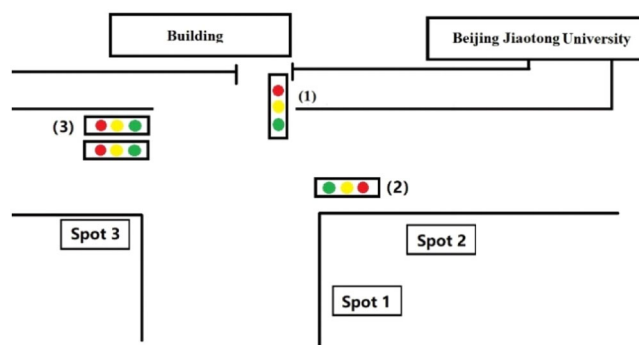 Building
Beijing Jiaotong University
(1)
(3)
(2)
Spot 3
Spot 2
Spot 1